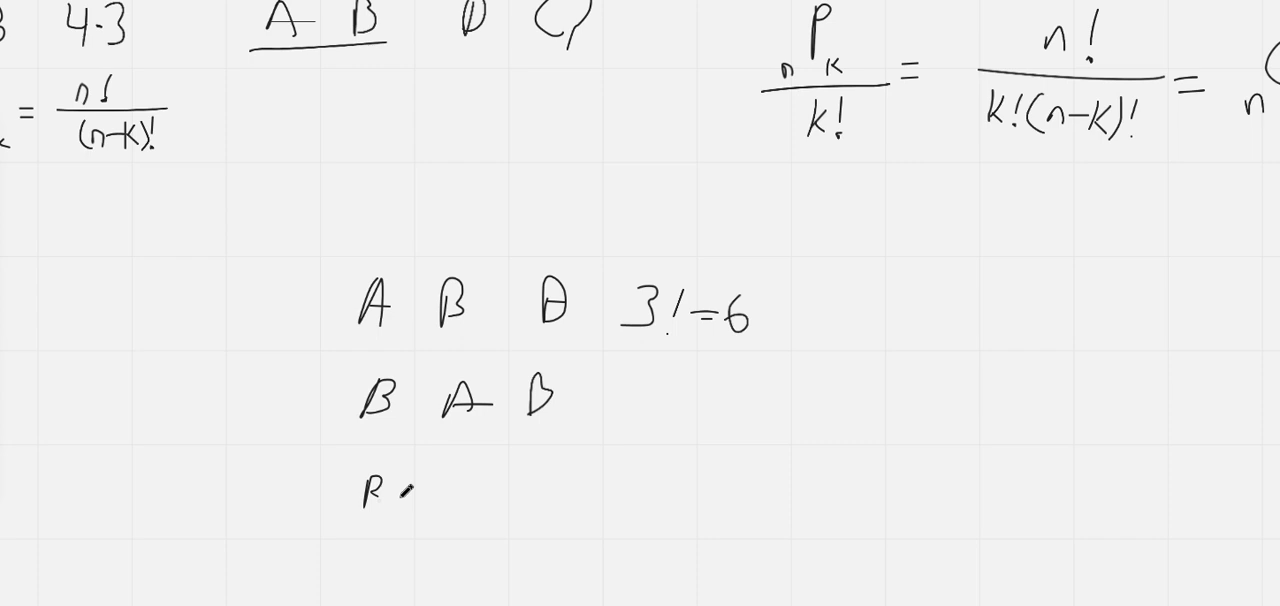 4·3 A B D
= n! / (n-k)!
nPk / k! = n! / k!(n-k)! = n
A B D 3! = 6
B A D
B